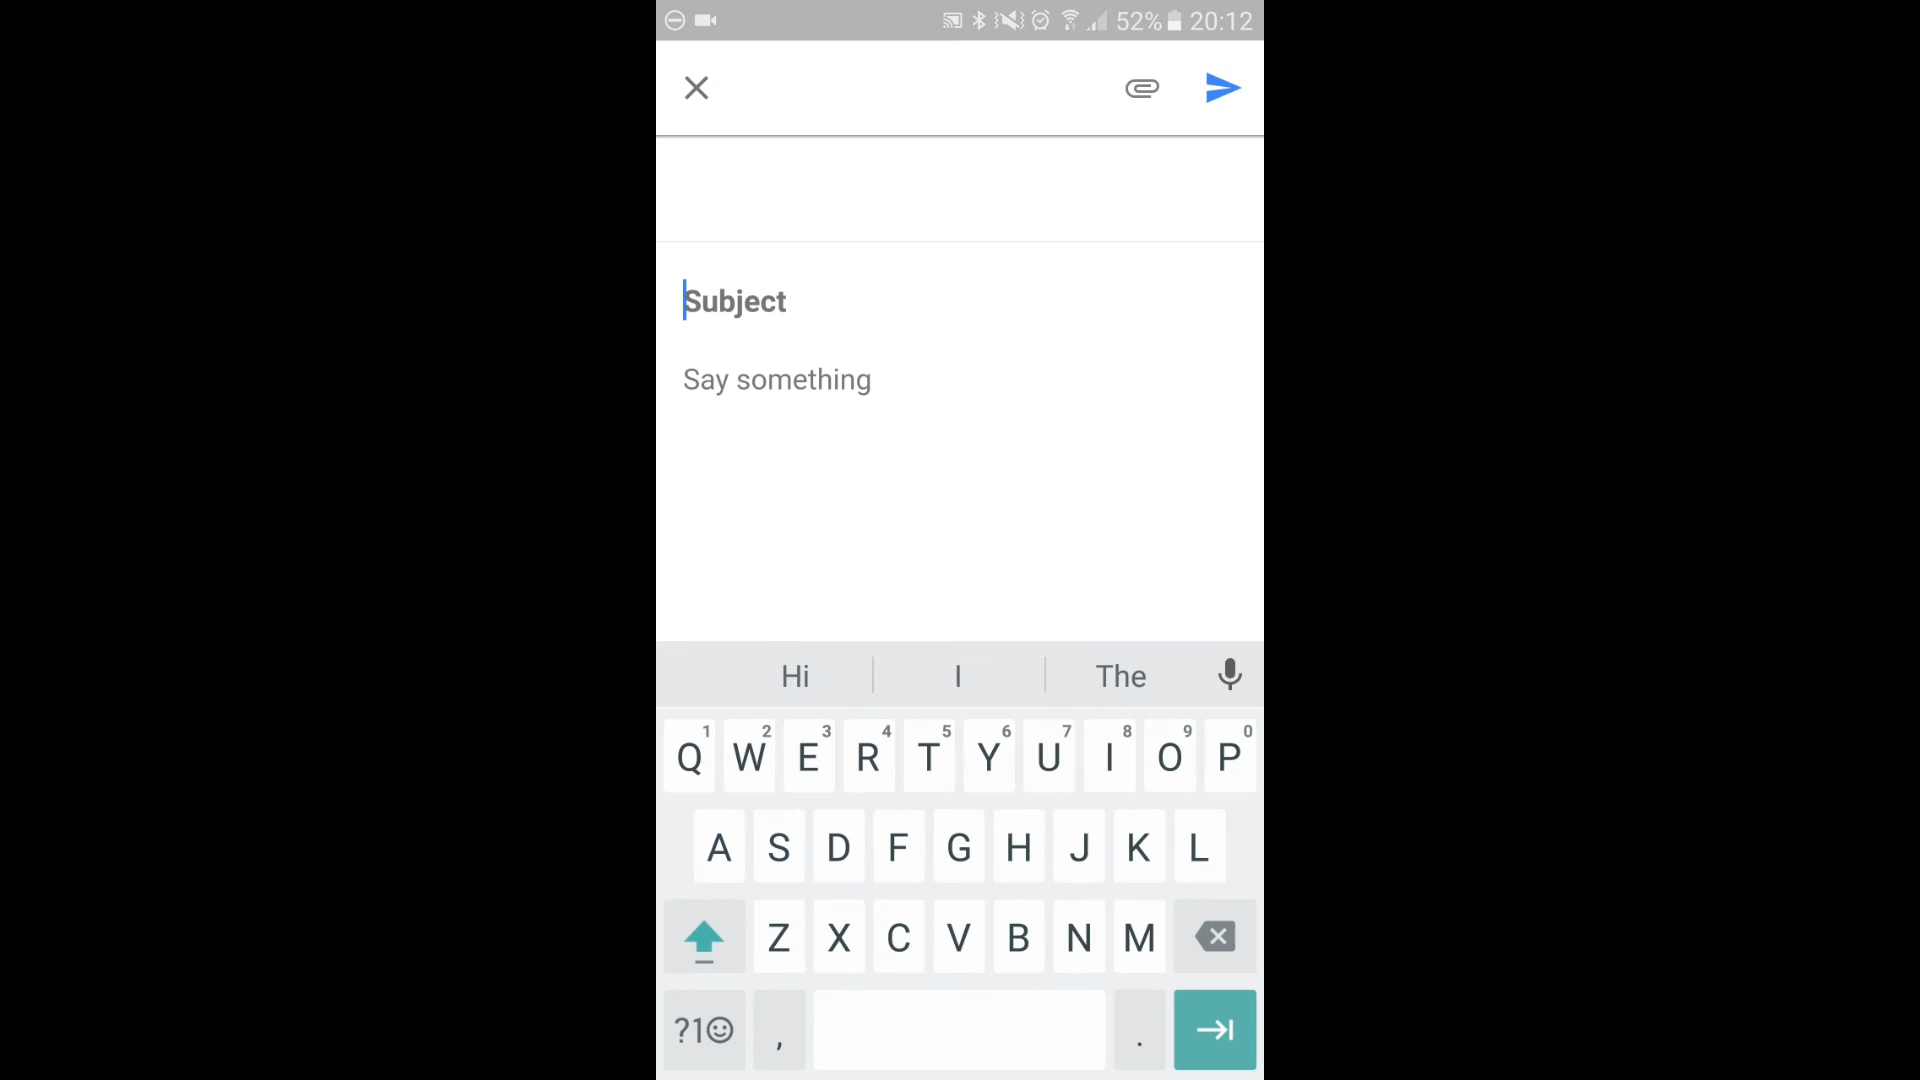 52% 20:12
Subject
Say something
Hi I The
1 2 3 4 5 6 7 8 9 0
Q W E R T Y U I O P
A S D F G H J K L
Z X C V B N M
?1☺ , .